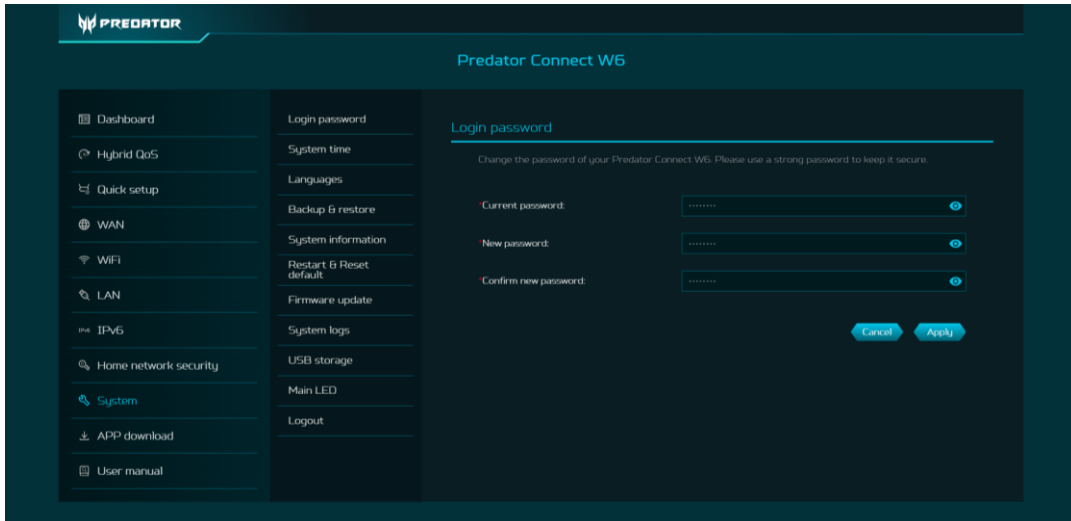 PREDATOR
Predator Connect W6
Dashboard
Hybrid QoS
Quick setup
WAN
WiFi
LAN
IPv6 IPv6
Home network security
System
APP download
User manual
Login password
System time
Languages
Backup & restore
System information
Restart & Reset
default
Firmware update
System logs
USB storage
Main LED
Logout
Login password
Change the password of your Predator Connect W6. Please use a strong password to keep it secure.
*Current password: ········
*New password: ········
*Confirm new password: ········
Cancel Apply